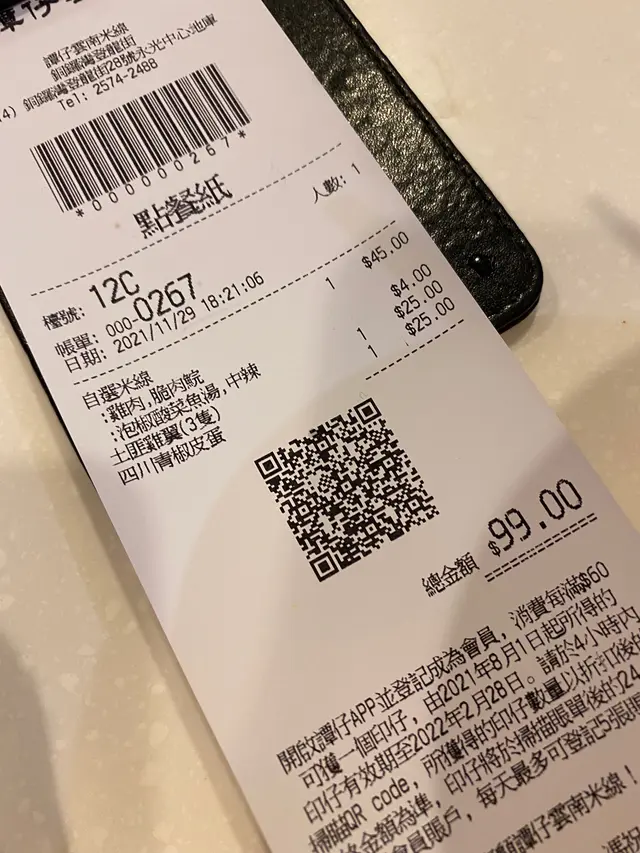 譚仔雲南米線
銅鑼灣登龍街
銅鑼灣登龍街28號永光中心地庫
Tel: 2574-2488
*0000000267*
點餐紙
人數: 1
檯號: 12C
帳單: 000-0267
日期: 2021/11/29 18:21:06
自選米線 1 $45.00
:雞肉,脆肉鯇 $4.00
:泡椒酸菜魚湯,中辣 $25.00
土匪雞翼(3隻) 1 $25.00
四川青椒皮蛋 1
總金額 $99.00
開啟譚仔APP並登記成為會員, 消費每滿$60
可獲一個印仔, 由2021年8月1日起所得的
印仔有效期至2022年2月28日。請於4小時內
掃瞄QR code, 所獲得的印仔數量以折扣後的
金額為準, 印仔將於掃描賬單後的24
會員賬戶, 每天最多可登記5張賬
譚仔雲南米線!